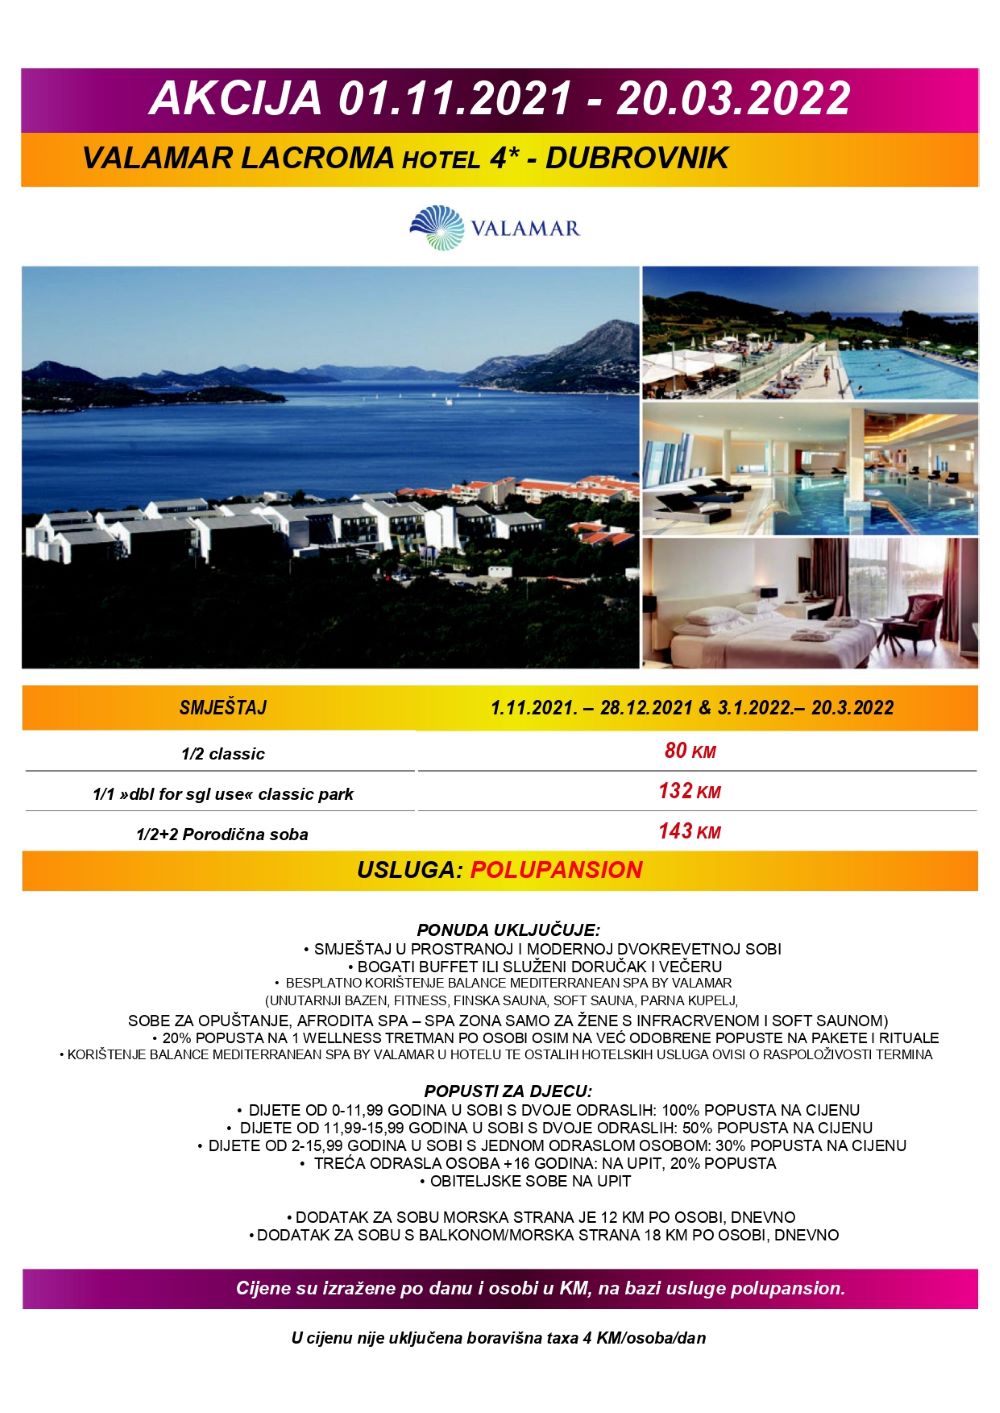 AKCIJA 01.11.2021 - 20.03.2022
VALAMAR LACROMA HOTEL 4* - DUBROVNIK
VALAMAR
SMJEŠTAJ 1.11.2021. – 28.12.2021 & 3.1.2022.– 20.3.2022
1/2 classic 80 KM
1/1 »dbl for sgl use« classic park 132 KM
1/2+2 Porodična soba 143 KM
USLUGA: POLUPANSION
PONUDA UKLJUČUJE:
• SMJEŠTAJ U PROSTRANOJ I MODERNOJ DVOKREVETNOJ SOBI
• BOGATI BUFFET ILI SLUŽENI DORUČAK I VEČERU
• BESPLATNO KORIŠTENJE BALANCE MEDITERRANEAN SPA BY VALAMAR
(UNUTARNJI BAZEN, FITNESS, FINSKA SAUNA, SOFT SAUNA, PARNA KUPELJ,
SOBE ZA OPUŠTANJE, AFRODITA SPA – SPA ZONA SAMO ZA ŽENE S INFRACRVENOM I SOFT SAUNOM)
• 20% POPUSTA NA 1 WELLNESS TRETMAN PO OSOBI OSIM NA VEĆ ODOBRENE POPUSTE NA PAKETE I RITUALE
• KORIŠTENJE BALANCE MEDITERRANEAN SPA BY VALAMAR U HOTELU TE OSTALIH HOTELSKIH USLUGA OVISI O RASPOLOŽIVOSTI TERMINA
POPUSTI ZA DJECU:
• DIJETE OD 0-11,99 GODINA U SOBI S DVOJE ODRASLIH: 100% POPUSTA NA CIJENU
• DIJETE OD 11,99-15,99 GODINA U SOBI S DVOJE ODRASLIH: 50% POPUSTA NA CIJENU
• DIJETE OD 2-15,99 GODINA U SOBI S JEDNOM ODRASLOM OSOBOM: 30% POPUSTA NA CIJENU
• TREĆA ODRASLA OSOBA +16 GODINA: NA UPIT, 20% POPUSTA
• OBITELJSKE SOBE NA UPIT
• DODATAK ZA SOBU MORSKA STRANA JE 12 KM PO OSOBI, DNEVNO
• DODATAK ZA SOBU S BALKONOM/MORSKA STRANA 18 KM PO OSOBI, DNEVNO
Cijene su izražene po danu i osobi u KM, na bazi usluge polupansion.
U cijenu nije uključena boravišna taxa 4 KM/osoba/dan